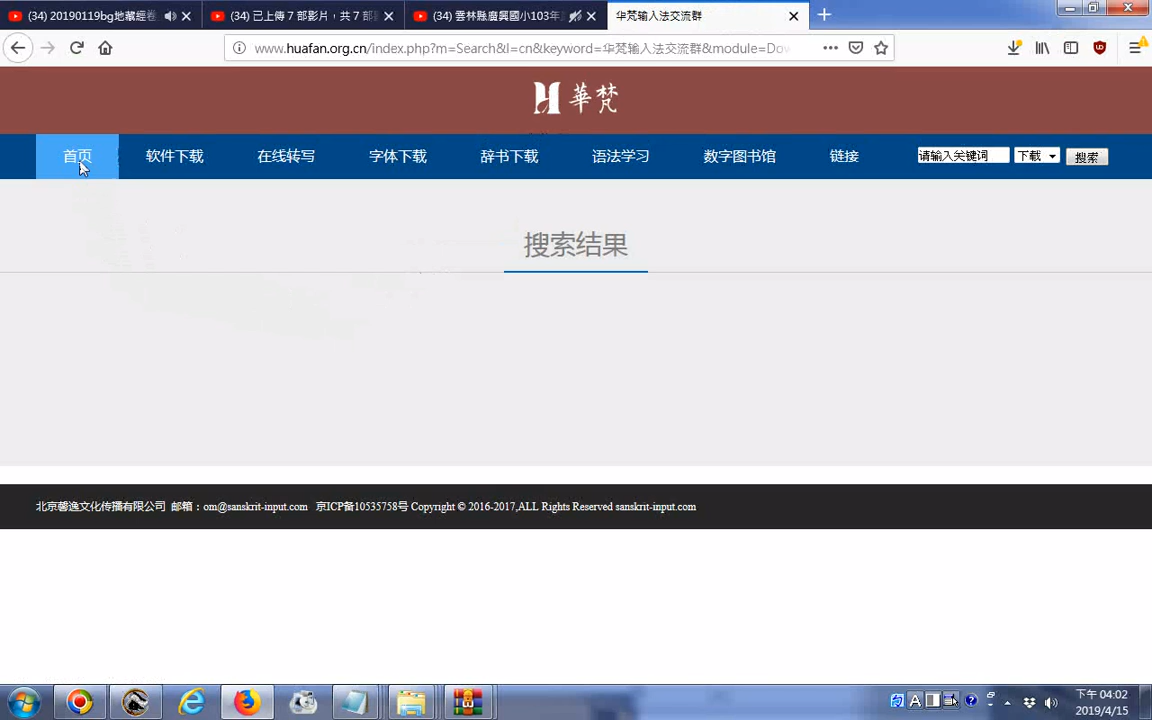 (34) 20190119bg地藏經卷
(34) 已上傳 7 部影片，共 7 部
(34) 雲林縣廣興國小103年
华梵输入法交流群
www.huafan.org.cn/index.php?m=Search&l=cn&keyword=华梵输入法交流群&module=Dov
華梵
首页
软件下载
在线转写
字体下载
辞书下载
语法学习
数字图书馆
链接
请输入关键词
下载
搜索
搜索结果
北京馨逸文化传播有限公司 邮箱：om@sanskrit-input.com 京ICP备10535758号 Copyright © 2016-2017,ALL Rights Reserved sanskrit-input.com
下午 04:02
2019/4/15